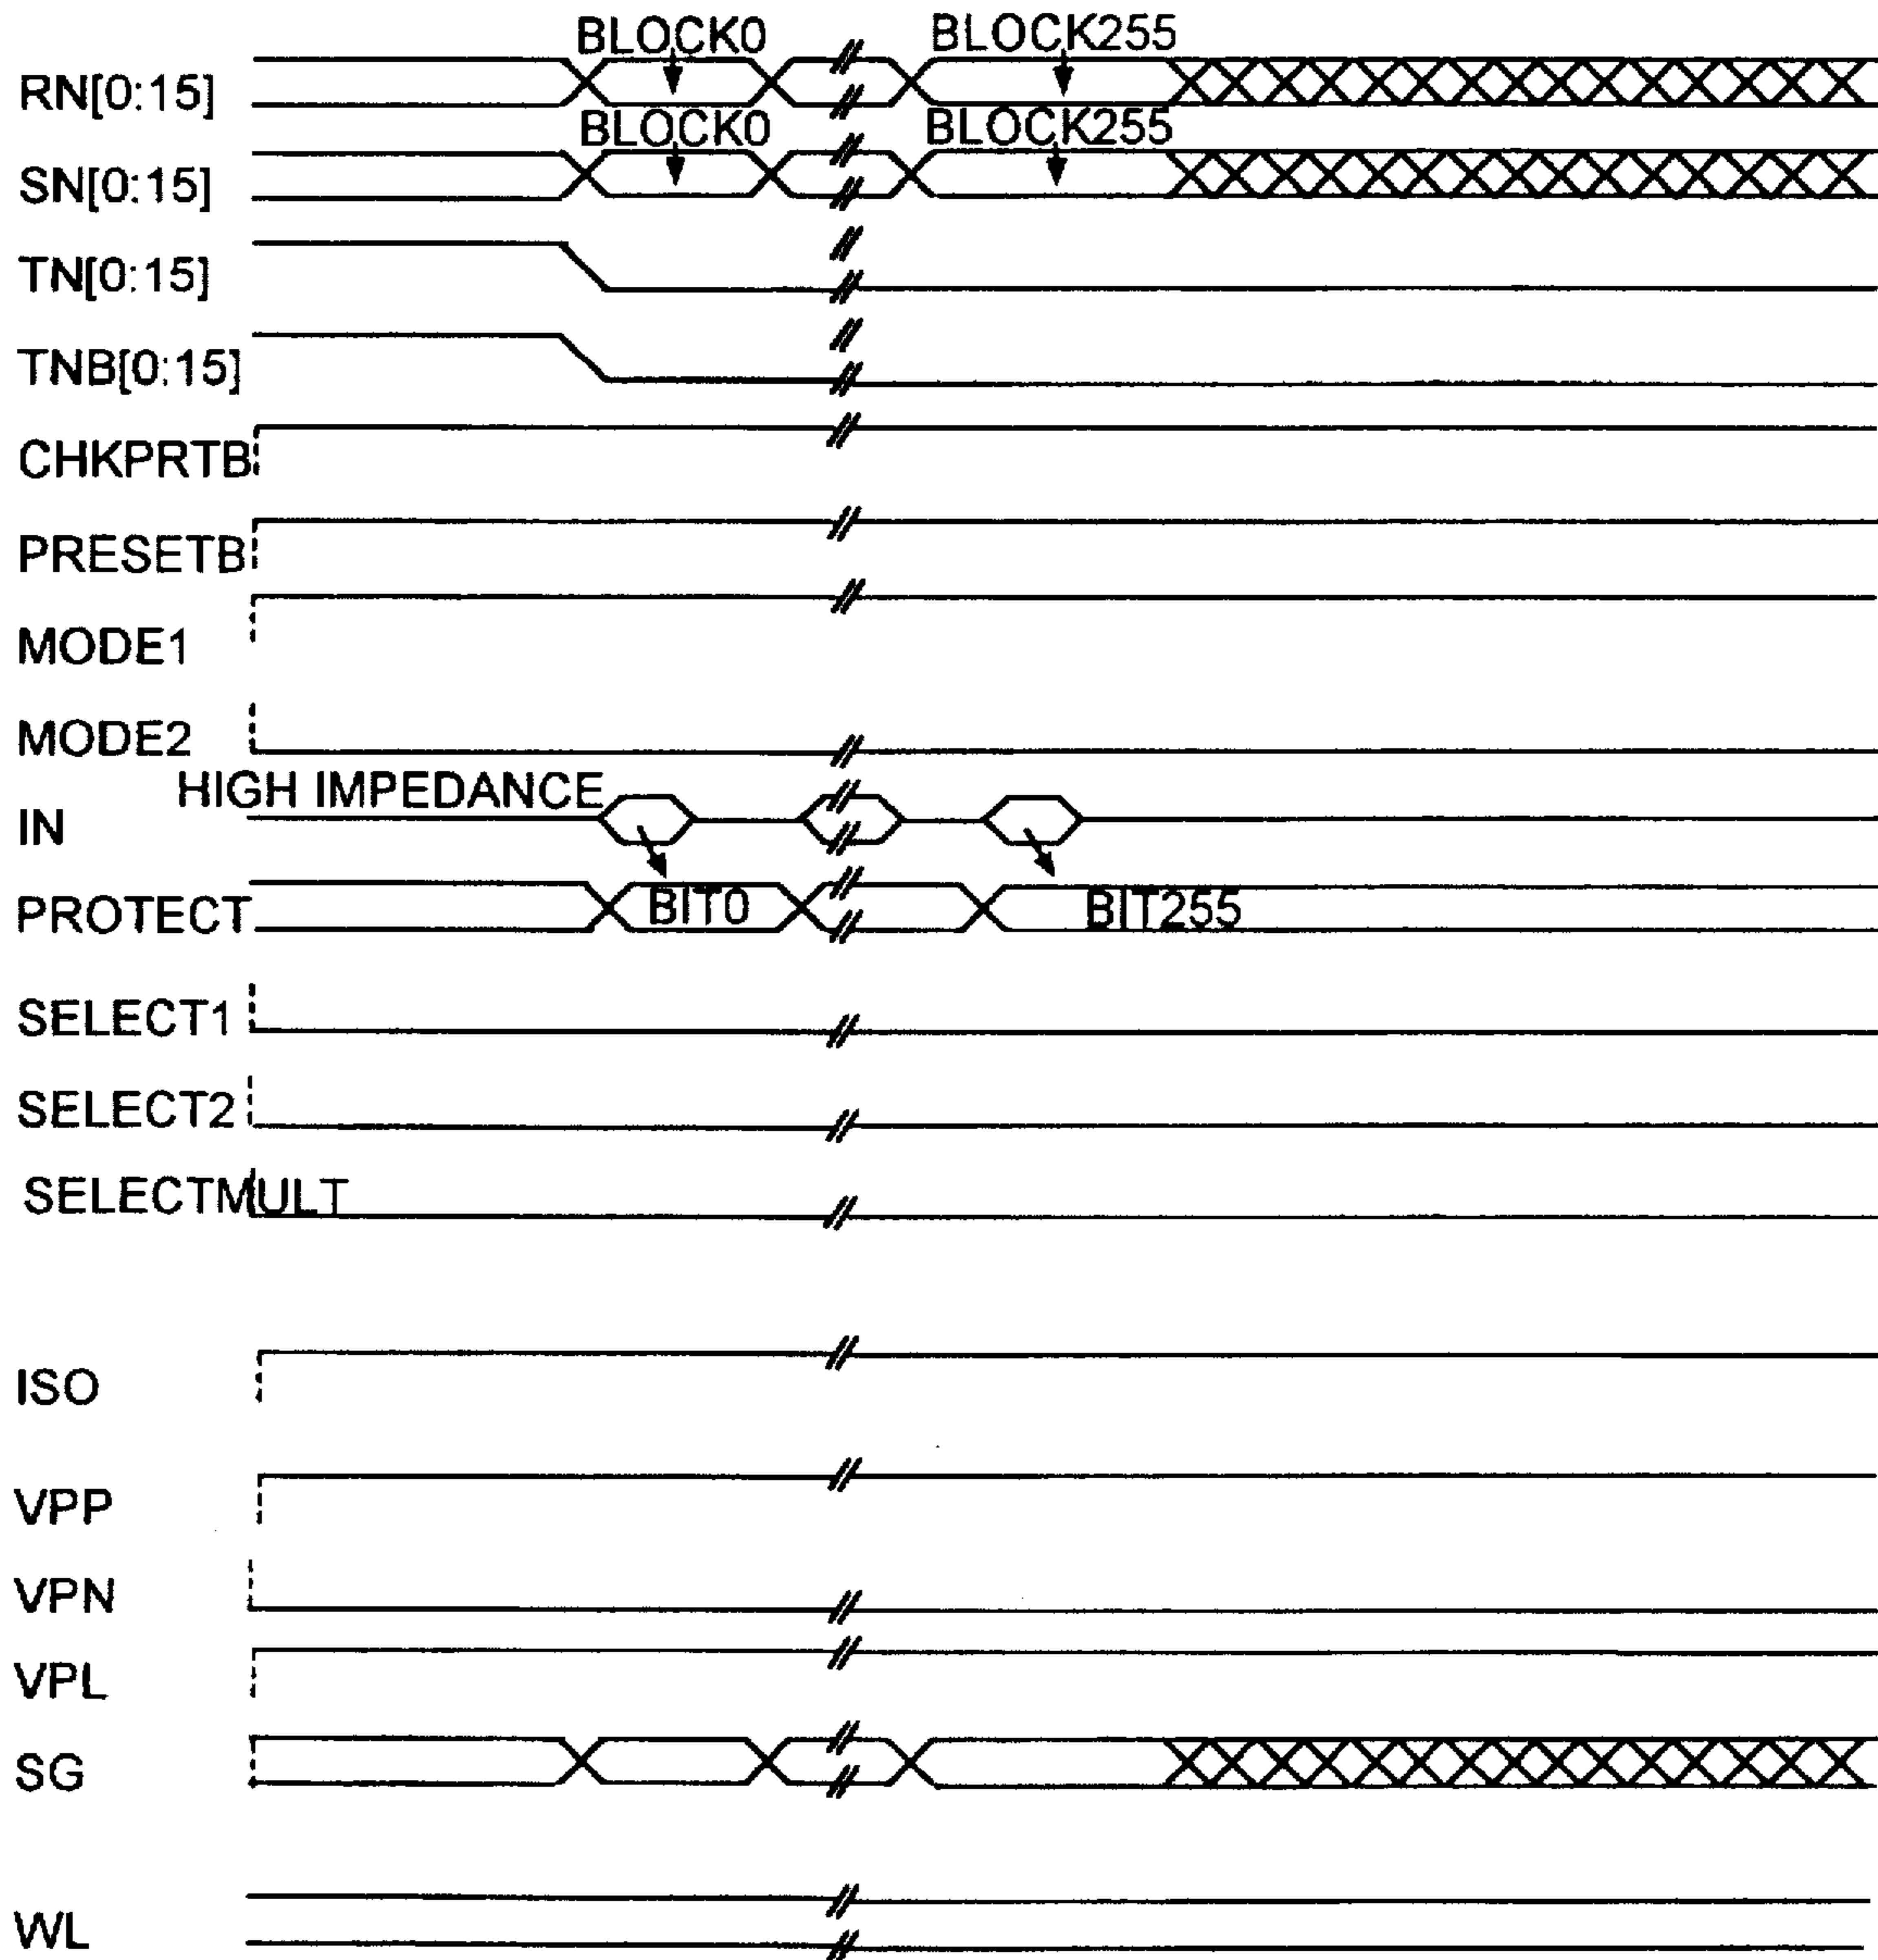 BLOCK0 BLOCK255
RN[0:15]
BLOCK0 BLOCK255
SN[0:15]
TN[0:15]
TNB[0:15]
CHKPRTB
PRESETB
MODE1
MODE2
HIGH IMPEDANCE
IN
PROTECT BIT0 BIT255
SELECT1
SELECT2
SELECTMULT
ISO
VPP
VPN
VPL
SG
WL